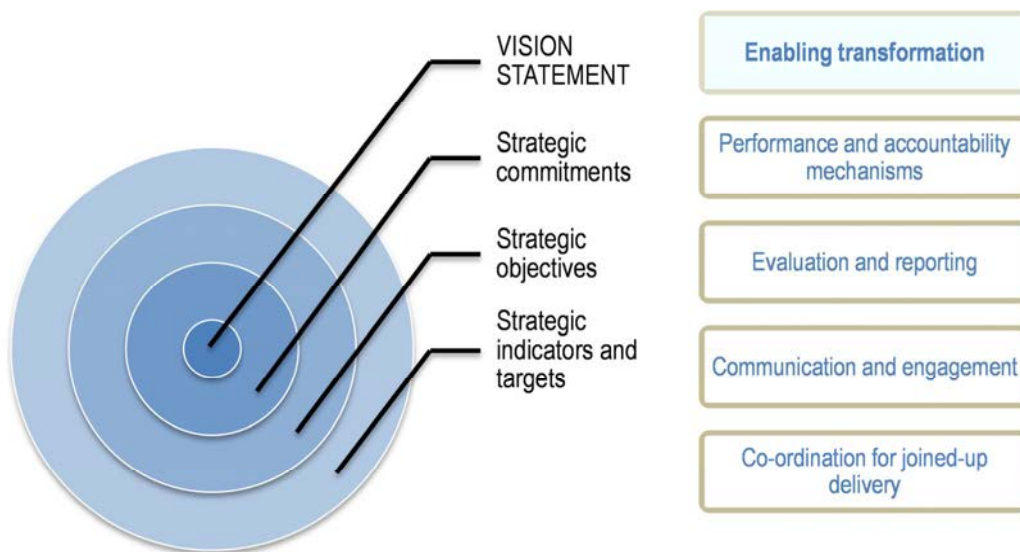 VISION
STATEMENT
Strategic
commitments
Strategic
objectives
Strategic
indicators and
targets
Enabling transformation
Performance and accountability
mechanisms
Evaluation and reporting
Communication and engagement
Co-ordination for joined-up
delivery